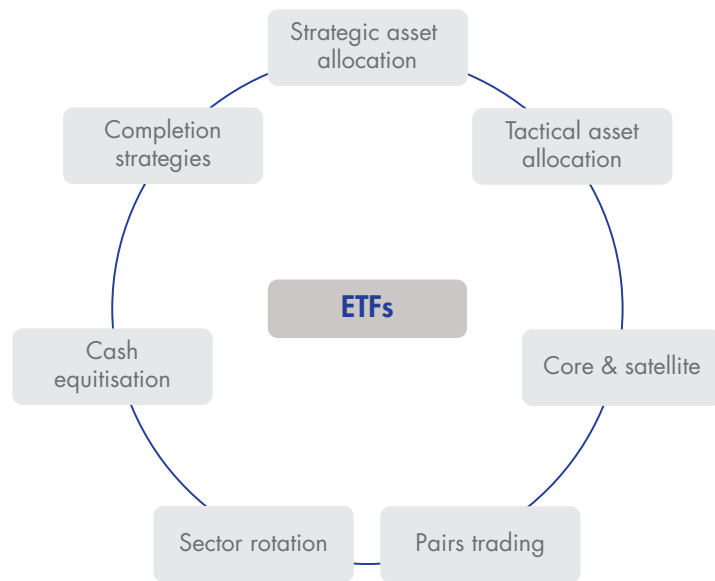 Strategic asset
allocation
Completion
strategies
Tactical asset
allocation
ETFs
Cash
equitisation
Core & satellite
Sector rotation
Pairs trading